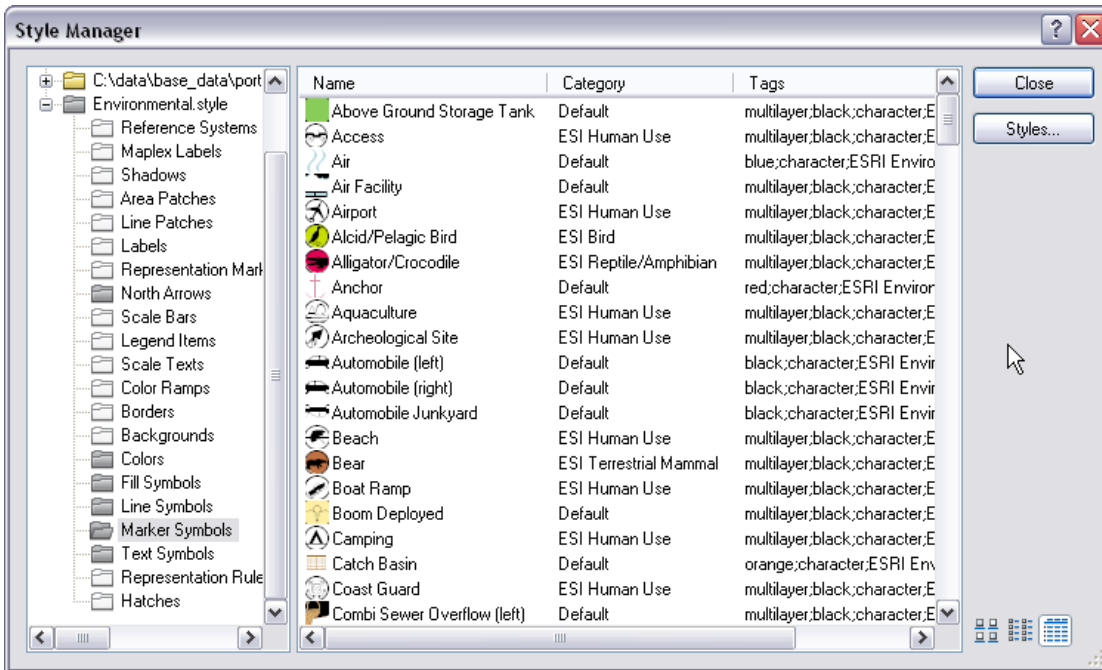 Style Manager
C:\data\base_data\port
Environmental.style
Reference Systems
Maplex Labels
Shadows
Area Patches
Line Patches
Labels
Representation Mark
North Arrows
Scale Bars
Legend Items
Scale Texts
Color Ramps
Borders
Backgrounds
Colors
Fill Symbols
Line Symbols
Marker Symbols
Text Symbols
Representation Rule
Hatches
Name Category Tags
Above Ground Storage Tank Default multilayer;black;character;E
Access ESI Human Use multilayer;black;character;E
Air Default blue;character;ESRI Enviro
Air Facility Default multilayer;black;character;E
Airport ESI Human Use multilayer;black;character;E
Alcid/Pelagic Bird ESI Bird multilayer;black;character;E
Alligator/Crocodile ESI Reptile/Amphibian multilayer;black;character;E
Anchor Default red;character;ESRI Environ
Aquaculture ESI Human Use multilayer;black;character;E
Archeological Site ESI Human Use multilayer;black;character;E
Automobile (left) Default black;character;ESRI Envir
Automobile (right) Default black;character;ESRI Envir
Automobile Junkyard Default black;character;ESRI Envir
Beach ESI Human Use multilayer;black;character;E
Bear ESI Terrestrial Mammal multilayer;black;character;E
Boat Ramp ESI Human Use multilayer;black;character;E
Boom Deployed Default multilayer;black;character;E
Camping ESI Human Use multilayer;black;character;E
Catch Basin Default orange;character;ESRI Env
Coast Guard ESI Human Use multilayer;black;character;E
Combi Sewer Overflow (left) Default multilayer;black;character;E
Close
Styles...